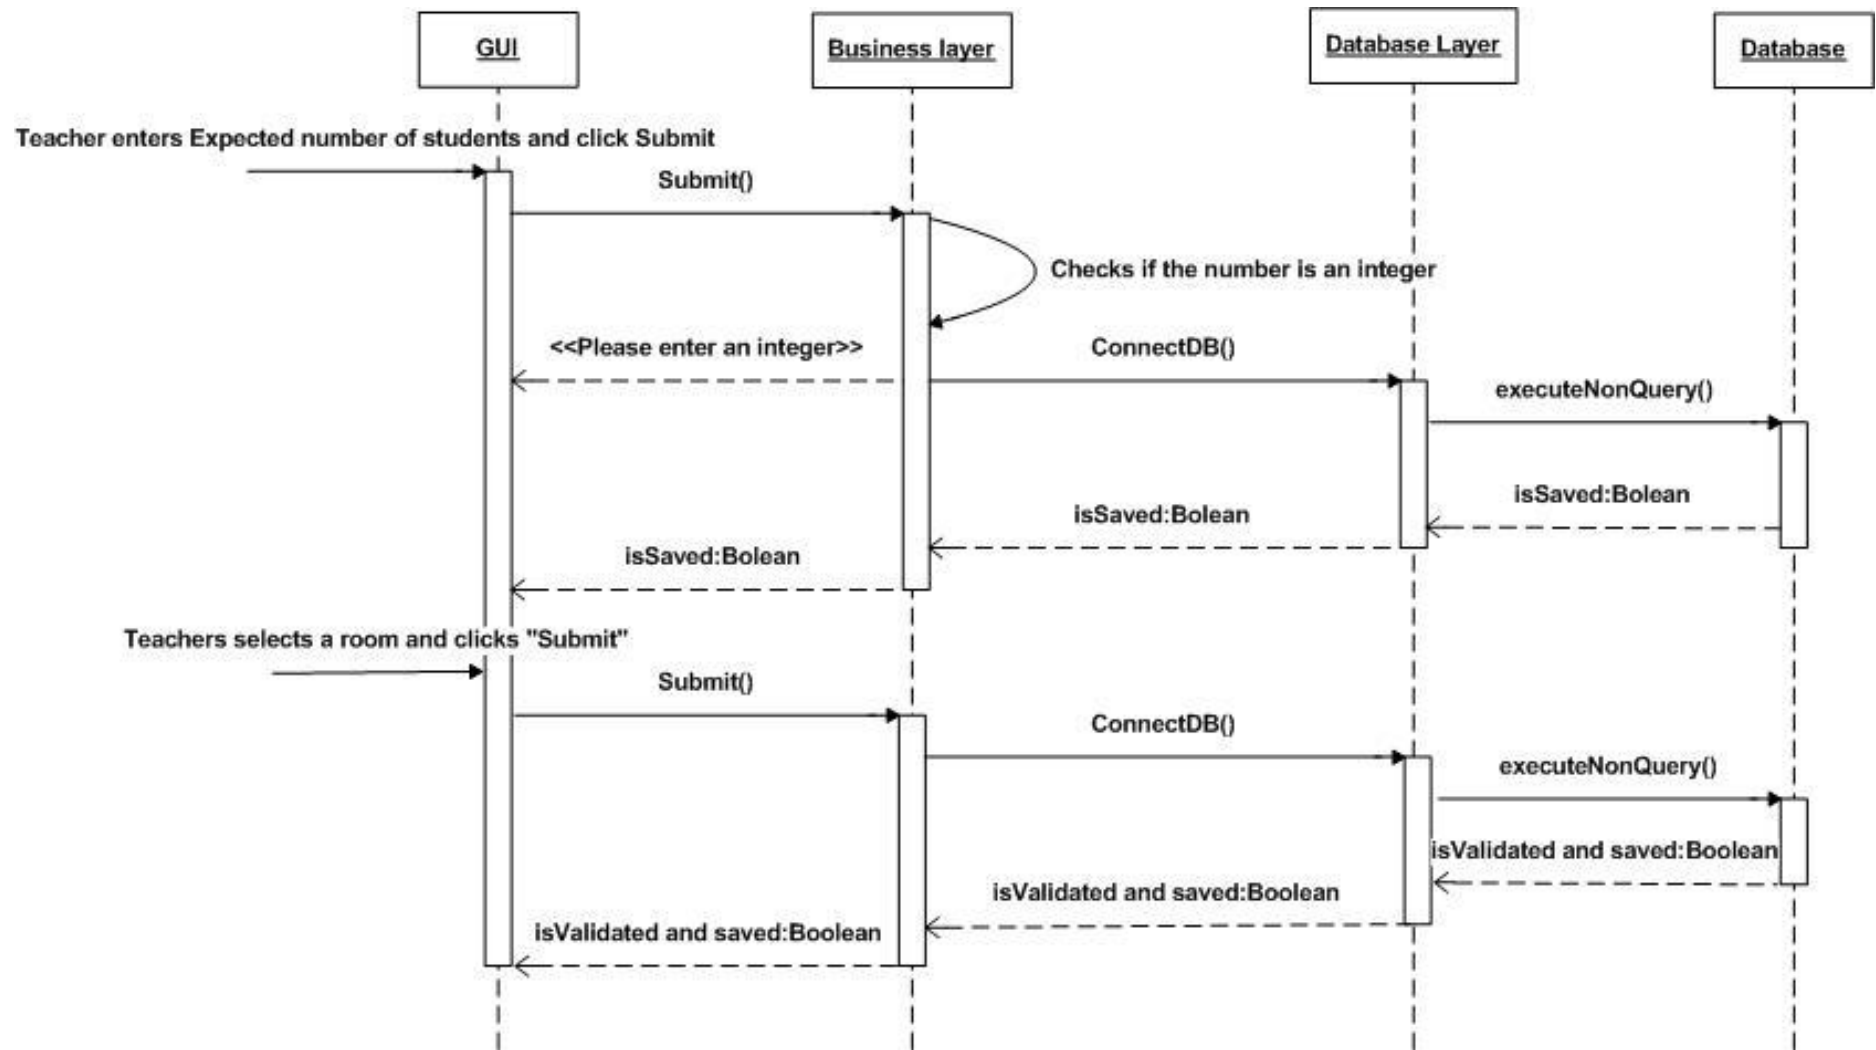 GUI
Business layer
Database Layer
Database
Teacher enters Expected number of students and click Submit
Submit()
Checks if the number is an integer
<<Please enter an integer>>
ConnectDB()
executeNonQuery()
isSaved:Bolean
isSaved:Bolean
isSaved:Bolean
Teachers selects a room and clicks "Submit"
Submit()
ConnectDB()
executeNonQuery()
isValidated and saved:Boolean
isValidated and saved:Boolean
isValidated and saved:Boolean